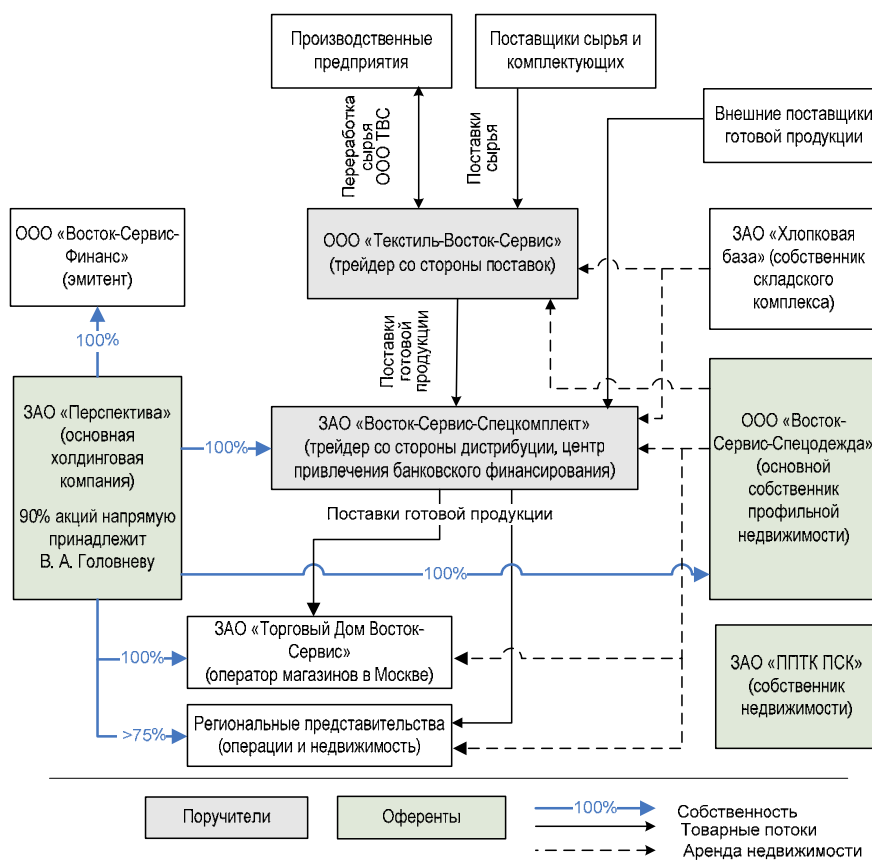 Производственные
предприятия
Поставщики сырья и
комплектующих
Внешние поставщики
готовой продукции
Переработка
сырья
ООО ТВС
Поставки
сырья
ООО «Восток-Сервис-
Финанс»
(эмитент)
ООО «Текстиль-Восток-Сервис»
(трейдер со стороны поставок)
ЗАО «Хлопковая
база» (собственник
складского
комплекса)
100%
Поставки
готовой
продукции
ЗАО «Перспектива»
(основная
холдинговая
компания)
90% акций напрямую
принадлежит
В. А. Головневу
100%
ЗАО «Восток-Сервис-Спецкомплект»
(трейдер со стороны дистрибуции, центр
привлечения банковского финансирования)
ООО «Восток-
Сервис-Спецодежда»
(основной
собственник
профильной
недвижимости)
Поставки готовой продукции
100%
100%
ЗАО «Торговый Дом Восток-
Сервис»
(оператор магазинов в Москве)
ЗАО «ППТК ПСК»
(собственник
недвижимости)
>75%
Региональные представительства
(операции и недвижимость)
Поручители
Оференты
100%
Собственность
Товарные потоки
Аренда недвижимости